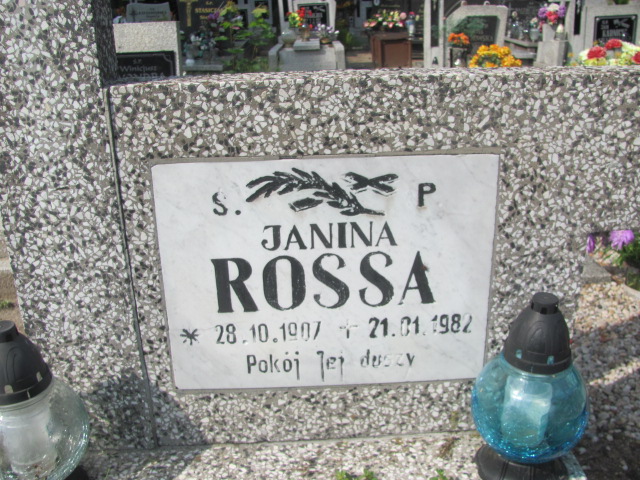 S. P
JANINA
ROSSA
* 28.10.1907 + 21.01.1982
Pokój Jej duszy